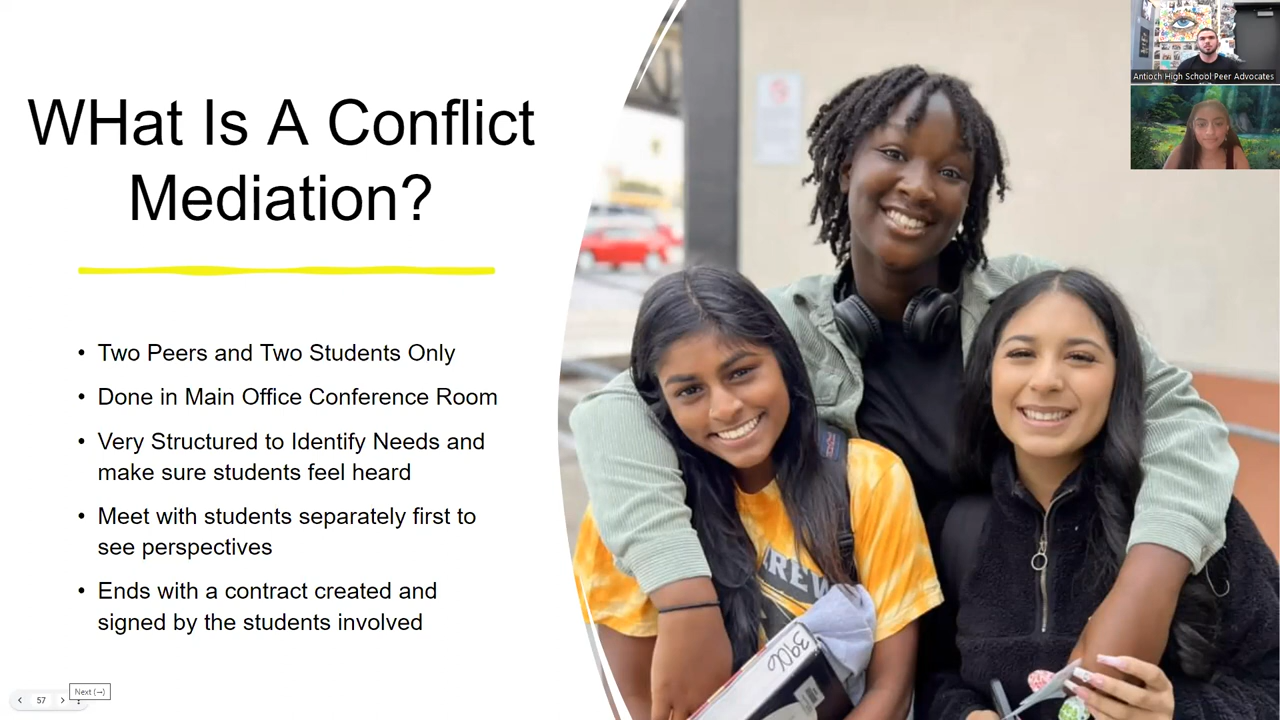 WHat Is A Conflict
Mediation?
• Two Peers and Two Students Only
• Done in Main Office Conference Room
• Very Structured to Identify Needs and
make sure students feel heard
• Meet with students separately first to
see perspectives
• Ends with a contract created and
signed by the students involved
Antioch High School Peer Advocates
3906
57
Next (→)